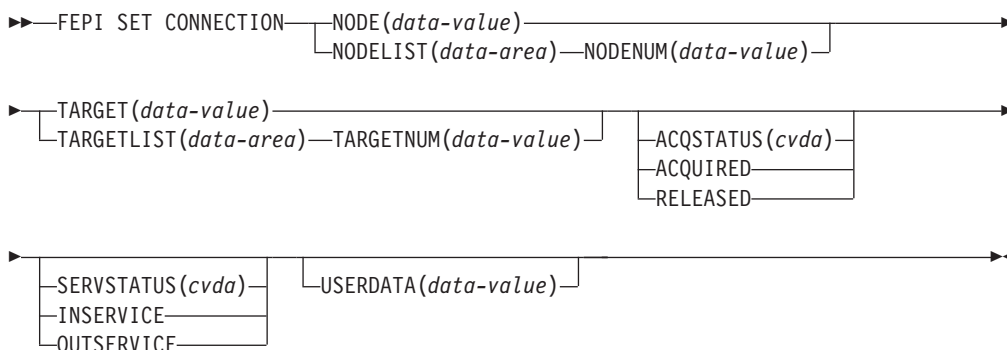 FEPI SET CONNECTION NODE(data-value)
NODELIST(data-area) NODENUM(data-value)
TARGET(data-value)
TARGETLIST(data-area) TARGETNUM(data-value) ACQSTATUS(cvda)
ACQUIRED
RELEASED
SERVSTATUS(cvda) USERDATA(data-value)
INSERVICE
OUTSERVICE